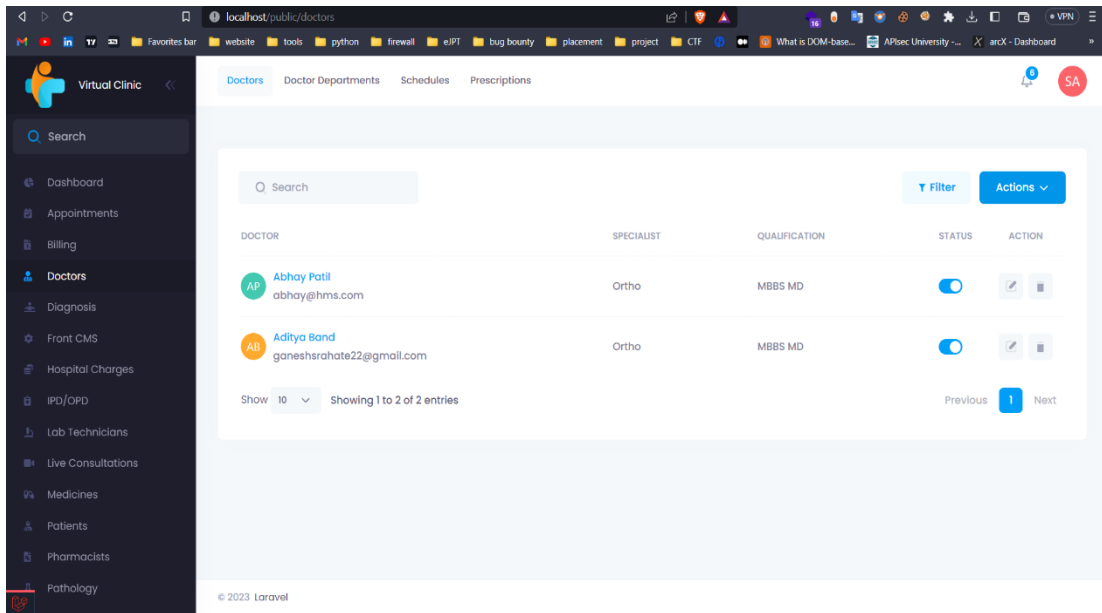 localhost/public/doctors
16
VPN
Favorites bar
website
tools
python
firewall
eJPT
bug bounty
placement
project
CTF
What is DOM-base...
APIsec University -...
arcX - Dashboard
Virtual Clinic
Search
Dashboard
Appointments
Billing
Doctors
Diagnosis
Front CMS
Hospital Charges
IPD/OPD
Lab Technicians
Live Consultations
Medicines
Patients
Pharmacists
Pathology
Doctors Doctor Departments Schedules Prescriptions
6
SA
Search
Filter
Actions
DOCTOR SPECIALIST QUALIFICATION STATUS ACTION
AP
Abhay Patil
abhay@hms.com
Ortho MBBS MD
AB
Aditya Band
ganeshsrahate22@gmail.com
Ortho MBBS MD
Show 10 Showing 1 to 2 of 2 entries
Previous 1 Next
© 2023 Laravel